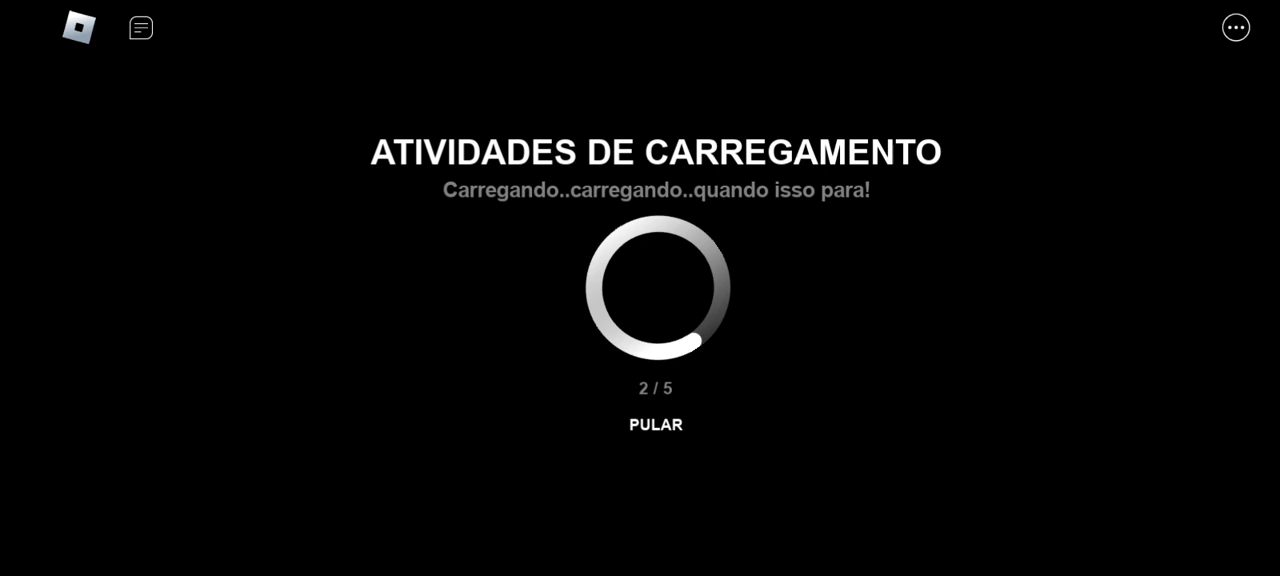 ATIVIDADES DE CARREGAMENTO
Carregando..carregando..quando isso para!
2 / 5
PULAR